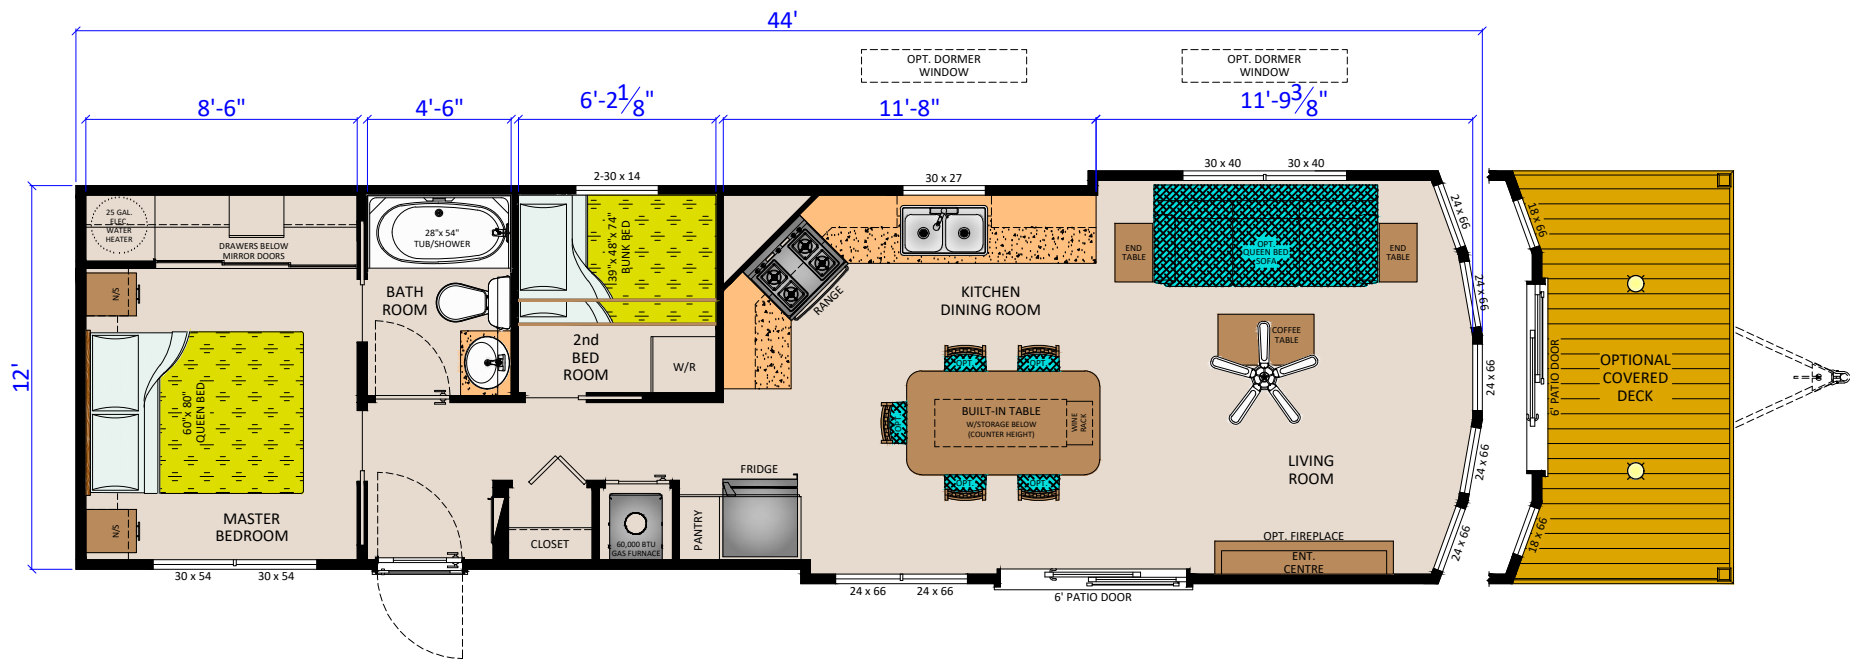 44'
OPT. DORMER
WINDOW
OPT. DORMER
WINDOW
8'-6"
4'-6"
6'-2 1/8"
11'-8"
11'-9 3/8"
12'
2-30 x 14
30 x 27
30 x 40
30 x 40
25 GAL.
ELEC.
WATER
HEATER
DRAWERS BELOW
MIRROR DOORS
28"x 54"
TUB/SHOWER
39"x 48"x 74"
BUNK BED
RANGE
END
TABLE
OPT.
QUEEN BED
SOFA
END
TABLE
24 x 66
24 x 66
24 x 66
24 x 66
24 x 66
18 x 66
N/S
BATH
ROOM
KITCHEN
DINING ROOM
2nd
BED
ROOM
W/R
COFFEE
TABLE
60"x 80"
QUEEN BED
OPT.
OPT.
OPT.
OPT.
OPT.
BUILT-IN TABLE
W/STORAGE BELOW
(COUNTER HEIGHT)
WINE
RACK
6' PATIO DOOR
OPTIONAL
COVERED
DECK
LIVING
ROOM
FRIDGE
PANTRY
N/S
MASTER
BEDROOM
CLOSET
60,000 BTU
GAS FURNACE
OPT. FIREPLACE
ENT.
CENTRE
18 x 66
30 x 54
30 x 54
24 x 66
24 x 66
6' PATIO DOOR